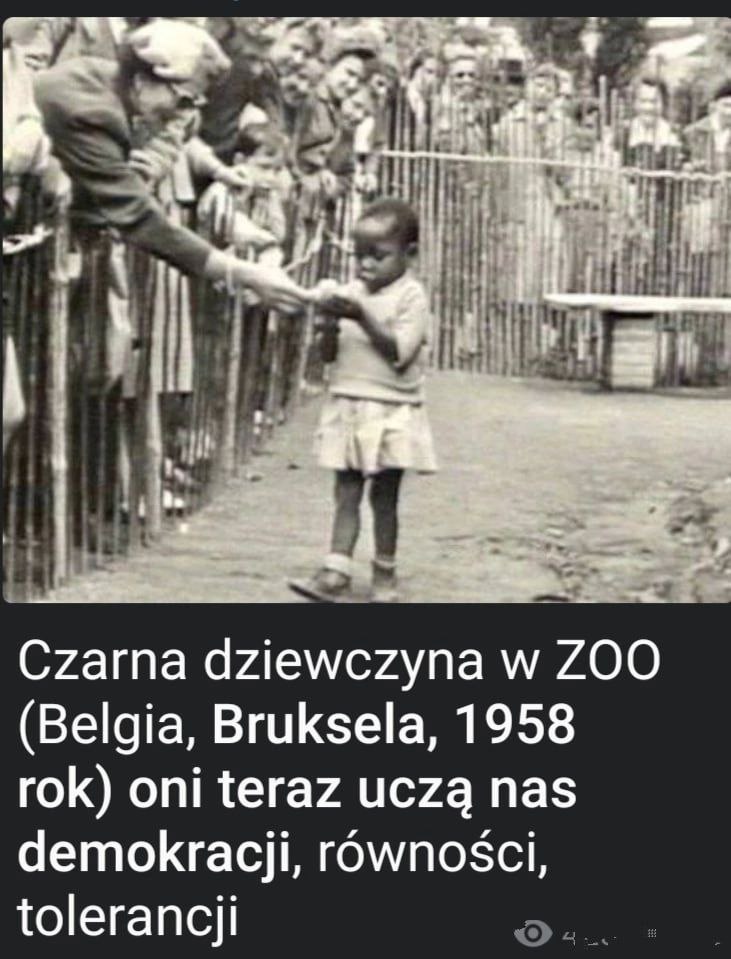 Czarna dziewczyna w ZOO
(Belgia, Bruksela, 1958
rok) oni teraz uczą nas
demokracji, równości,
tolerancji